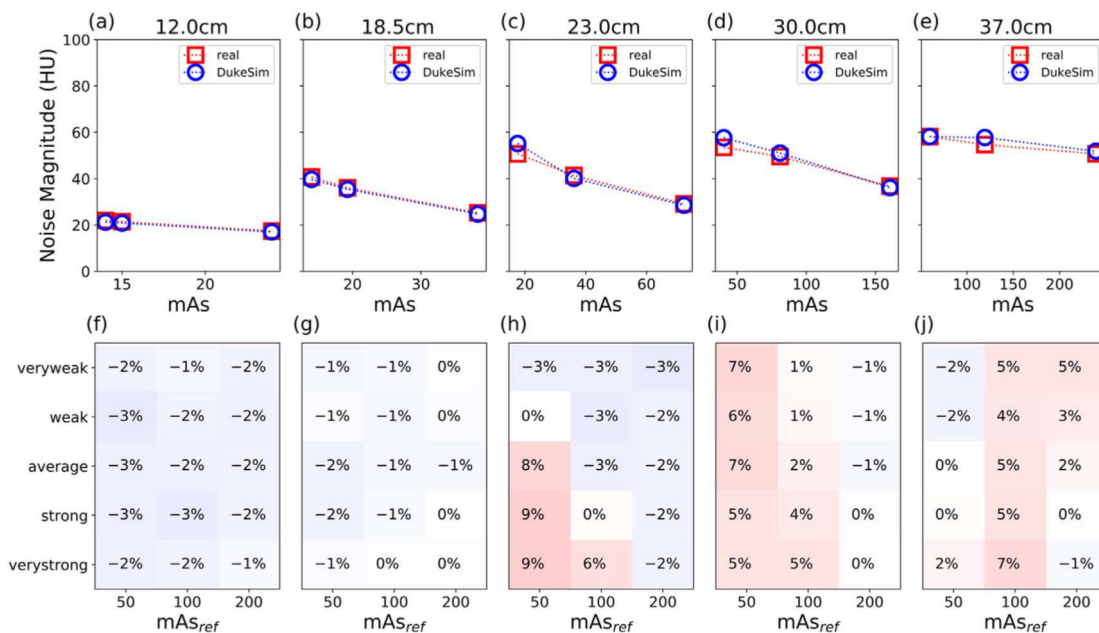 (a) 12.0cm
(b) 18.5cm
(c) 23.0cm
(d) 30.0cm
(e) 37.0cm
Noise Magnitude (HU)
100
80
60
40
20
0
real
DukeSim
real
DukeSim
real
DukeSim
real
DukeSim
real
DukeSim
15 20
20 30
20 40 60
50 100 150
100 150 200
mAs
mAs
mAs
mAs
mAs
(f)
(g)
(h)
(i)
(j)
veryweak −2% −1% −2% −1% −1% 0% −3% −3% −3% 7% 1% −1% −2% 5% 5%
weak −3% −2% −2% −1% −1% 0% 0% −3% −2% 6% 1% −1% −2% 4% 3%
average −3% −2% −2% −2% −1% −1% 8% −3% −2% 7% 2% −1% 0% 5% 2%
strong −3% −3% −2% −2% −1% 0% 9% 0% −2% 5% 4% 0% 0% 5% 0%
verystrong −2% −2% −1% −1% 0% 0% 9% 6% −2% 5% 5% 0% 2% 7% −1%
50 100 200
50 100 200
50 100 200
50 100 200
50 100 200
mAsref
mAsref
mAsref
mAsref
mAsref